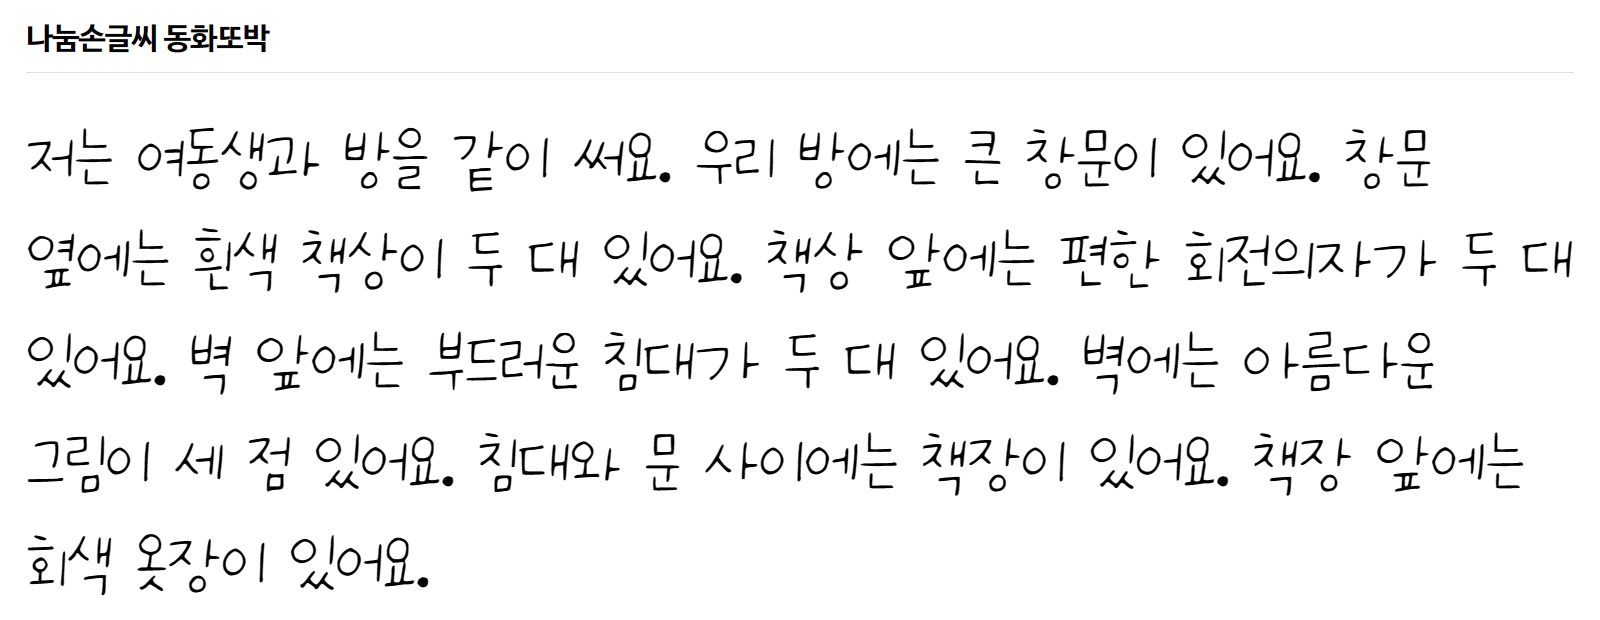 나눔손글씨 동화또박
저는 여동생과 방을 같이 써요. 우리 방에는 큰 창문이 있어요. 창문
옆에는 흰색 책상이 두 대 있어요. 책상 앞에는 편한 회전의자가 두 대
있어요. 벽 앞에는 부드러운 침대가 두 대 있어요. 벽에는 아름다운
그림이 세 점 있어요. 침대와 문 사이에는 책장이 있어요. 책장 앞에는
회색 옷장이 있어요.